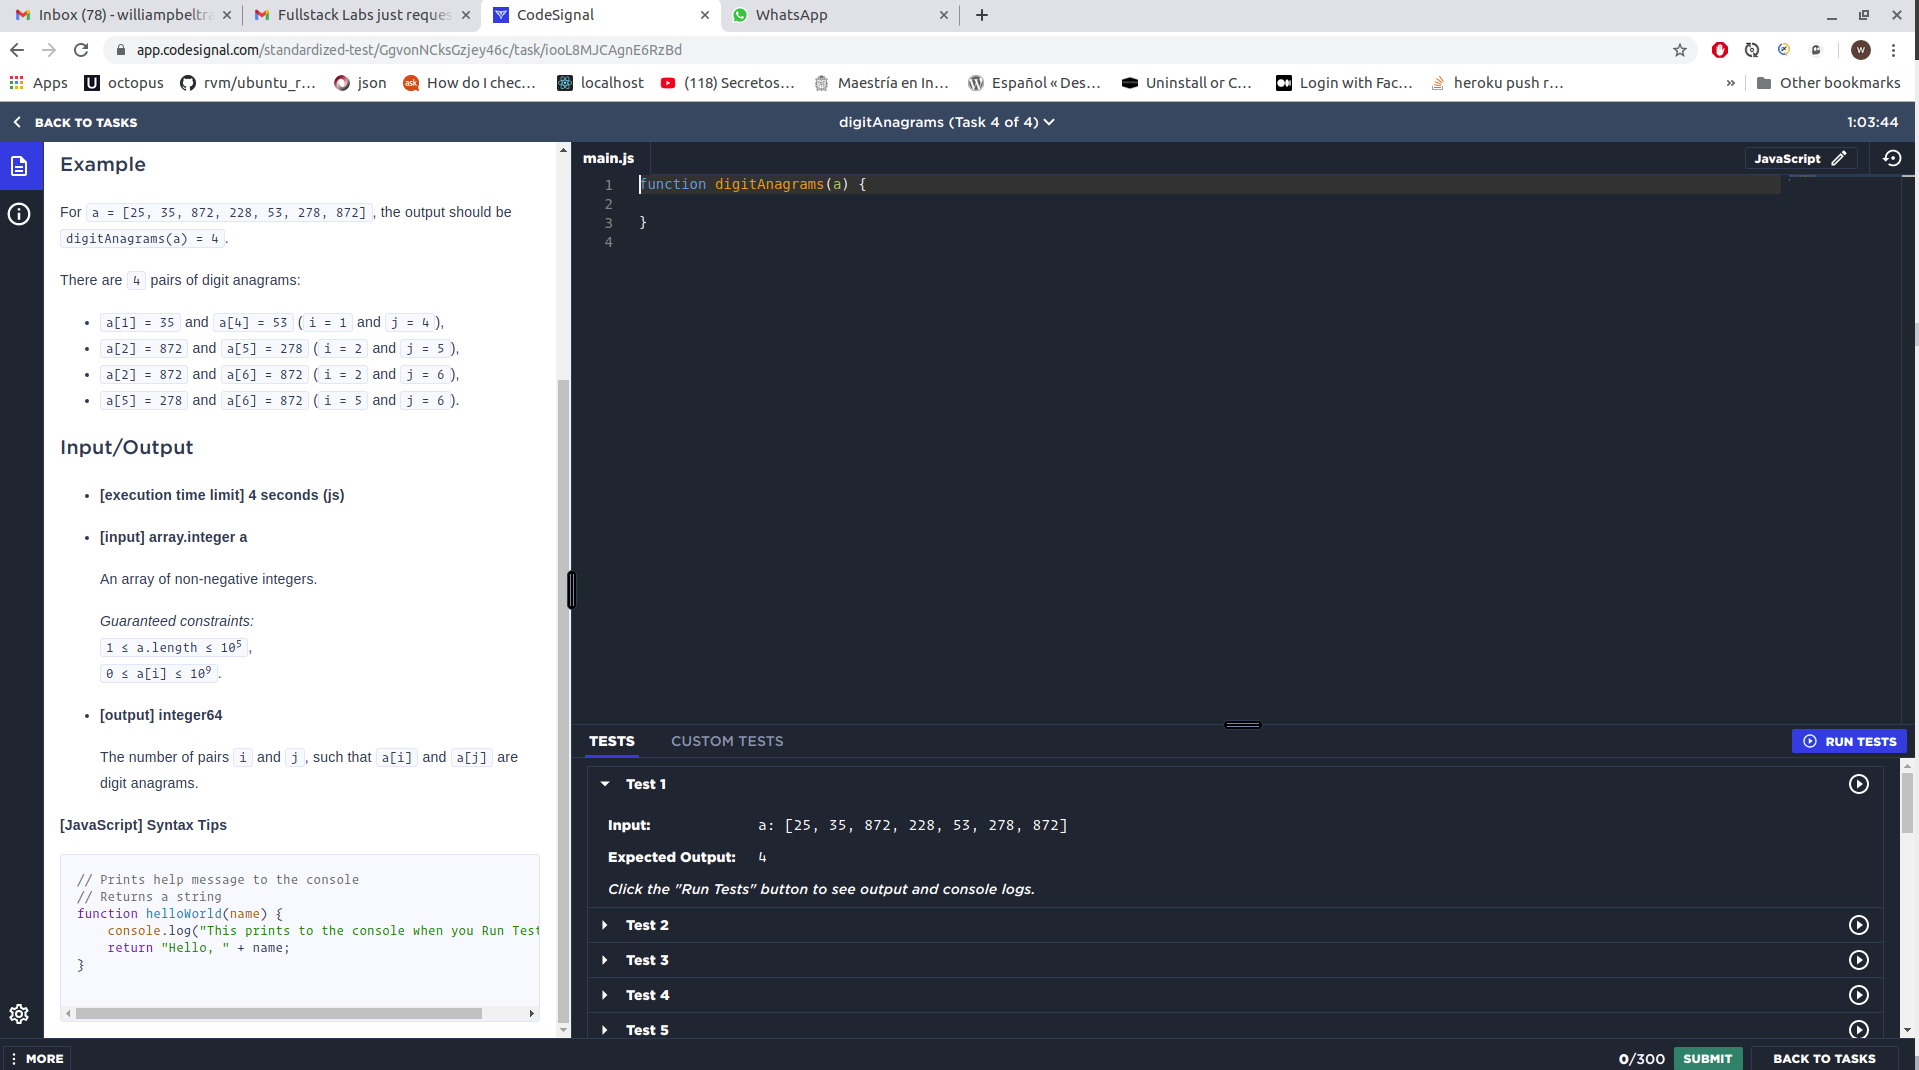 Inbox (78) - williampbeltra
Fullstack Labs just reques
CodeSignal
WhatsApp
app.codesignal.com/standardized-test/GgvonNCksGzjey46c/task/iooL8MJCAgnE6RzBd
W
Apps
octopus
rvm/ubuntu_r...
json
How do I chec...
localhost
(118) Secretos...
Maestría en In...
Español « Des...
Uninstall or C...
Login with Fac...
heroku push r...
»
Other bookmarks
BACK TO TASKS
digitAnagrams (Task 4 of 4)
1:03:44
Example
For a = [25, 35, 872, 228, 53, 278, 872], the output should be
digitAnagrams(a) = 4.
There are 4 pairs of digit anagrams:
• a[1] = 35 and a[4] = 53 (i = 1 and j = 4),
• a[2] = 872 and a[5] = 278 (i = 2 and j = 5),
• a[2] = 872 and a[6] = 872 (i = 2 and j = 6),
• a[5] = 278 and a[6] = 872 (i = 5 and j = 6).
Input/Output
• [execution time limit] 4 seconds (js)
• [input] array.integer a
An array of non-negative integers.
Guaranteed constraints:
1 ≤ a.length ≤ 10⁵,
0 ≤ a[i] ≤ 10⁹.
• [output] integer64
The number of pairs i and j, such that a[i] and a[j] are
digit anagrams.
[JavaScript] Syntax Tips
// Prints help message to the console
// Returns a string
function helloWorld(name) {
console.log("This prints to the console when you Run Test
return "Hello, " + name;
}
MORE
main.js
JavaScript
1 function digitAnagrams(a) {
2
3 }
4
TESTS
CUSTOM TESTS
RUN TESTS
Test 1
Input: a: [25, 35, 872, 228, 53, 278, 872]
Expected Output: 4
Click the "Run Tests" button to see output and console logs.
Test 2
Test 3
Test 4
Test 5
0/300
SUBMIT
BACK TO TASKS